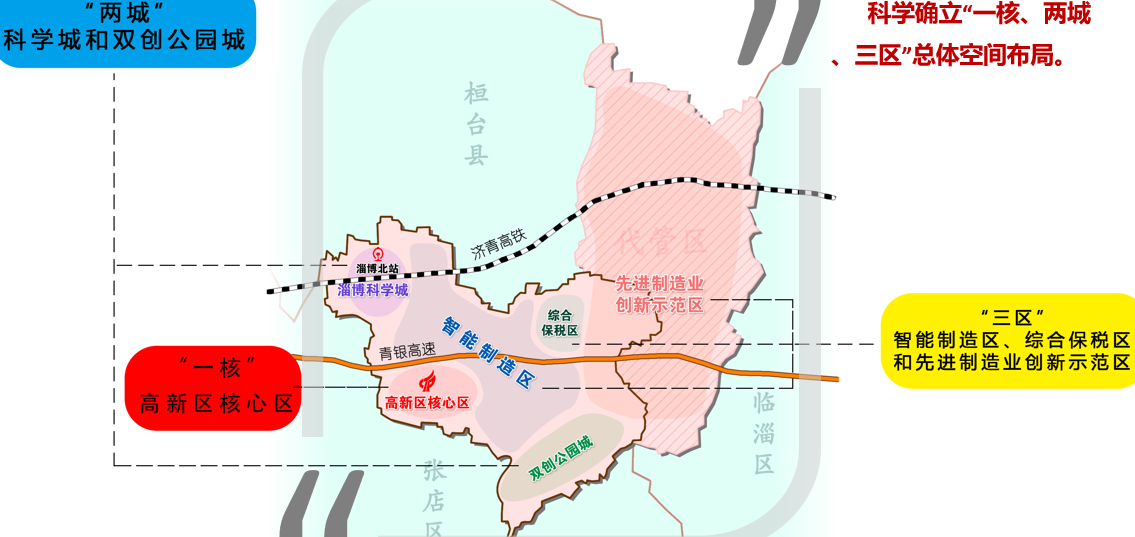 “两城”
科学城和双创公园城
科学确立“一核、两城
、三区”总体空间布局。
桓台县
济青高铁
代管区
淄博北站
淄博科学城
先进制造业
创新示范区
综合
保税区
智能制造区
青银高速
“三区”
智能制造区、综合保税区
和先进制造业创新示范区
“一核”
高新区核心区
高新区核心区
临淄区
双创公园城
张店区